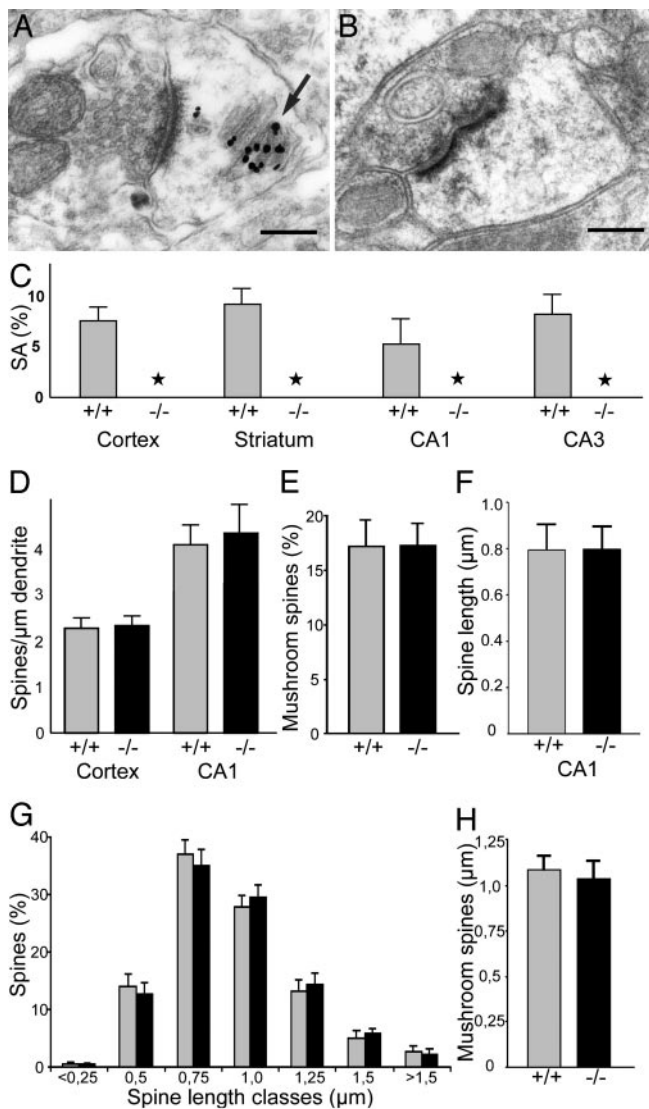 A
B
C
SA (%)
10
5
0
+/+ -/- +/+ -/- +/+ -/- +/+ -/-
Cortex Striatum CA1 CA3
D
Spines/µm dendrite
4
3
2
1
0
+/+ -/- +/+ -/-
Cortex CA1
E
Mushroom spines (%)
20
15
10
5
0
+/+ -/-
F
Spine length (µm)
1.0
0.8
0.6
0.4
0.2
0
+/+ -/-
CA1
G
Spines (%)
40
30
20
10
0
<0,25 0,5 0,75 1,0 1,25 1,5 >1,5
Spine length classes (µm)
H
Mushroom spines (µm)
1,25
1,0
0,5
0,25
0
+/+ -/-